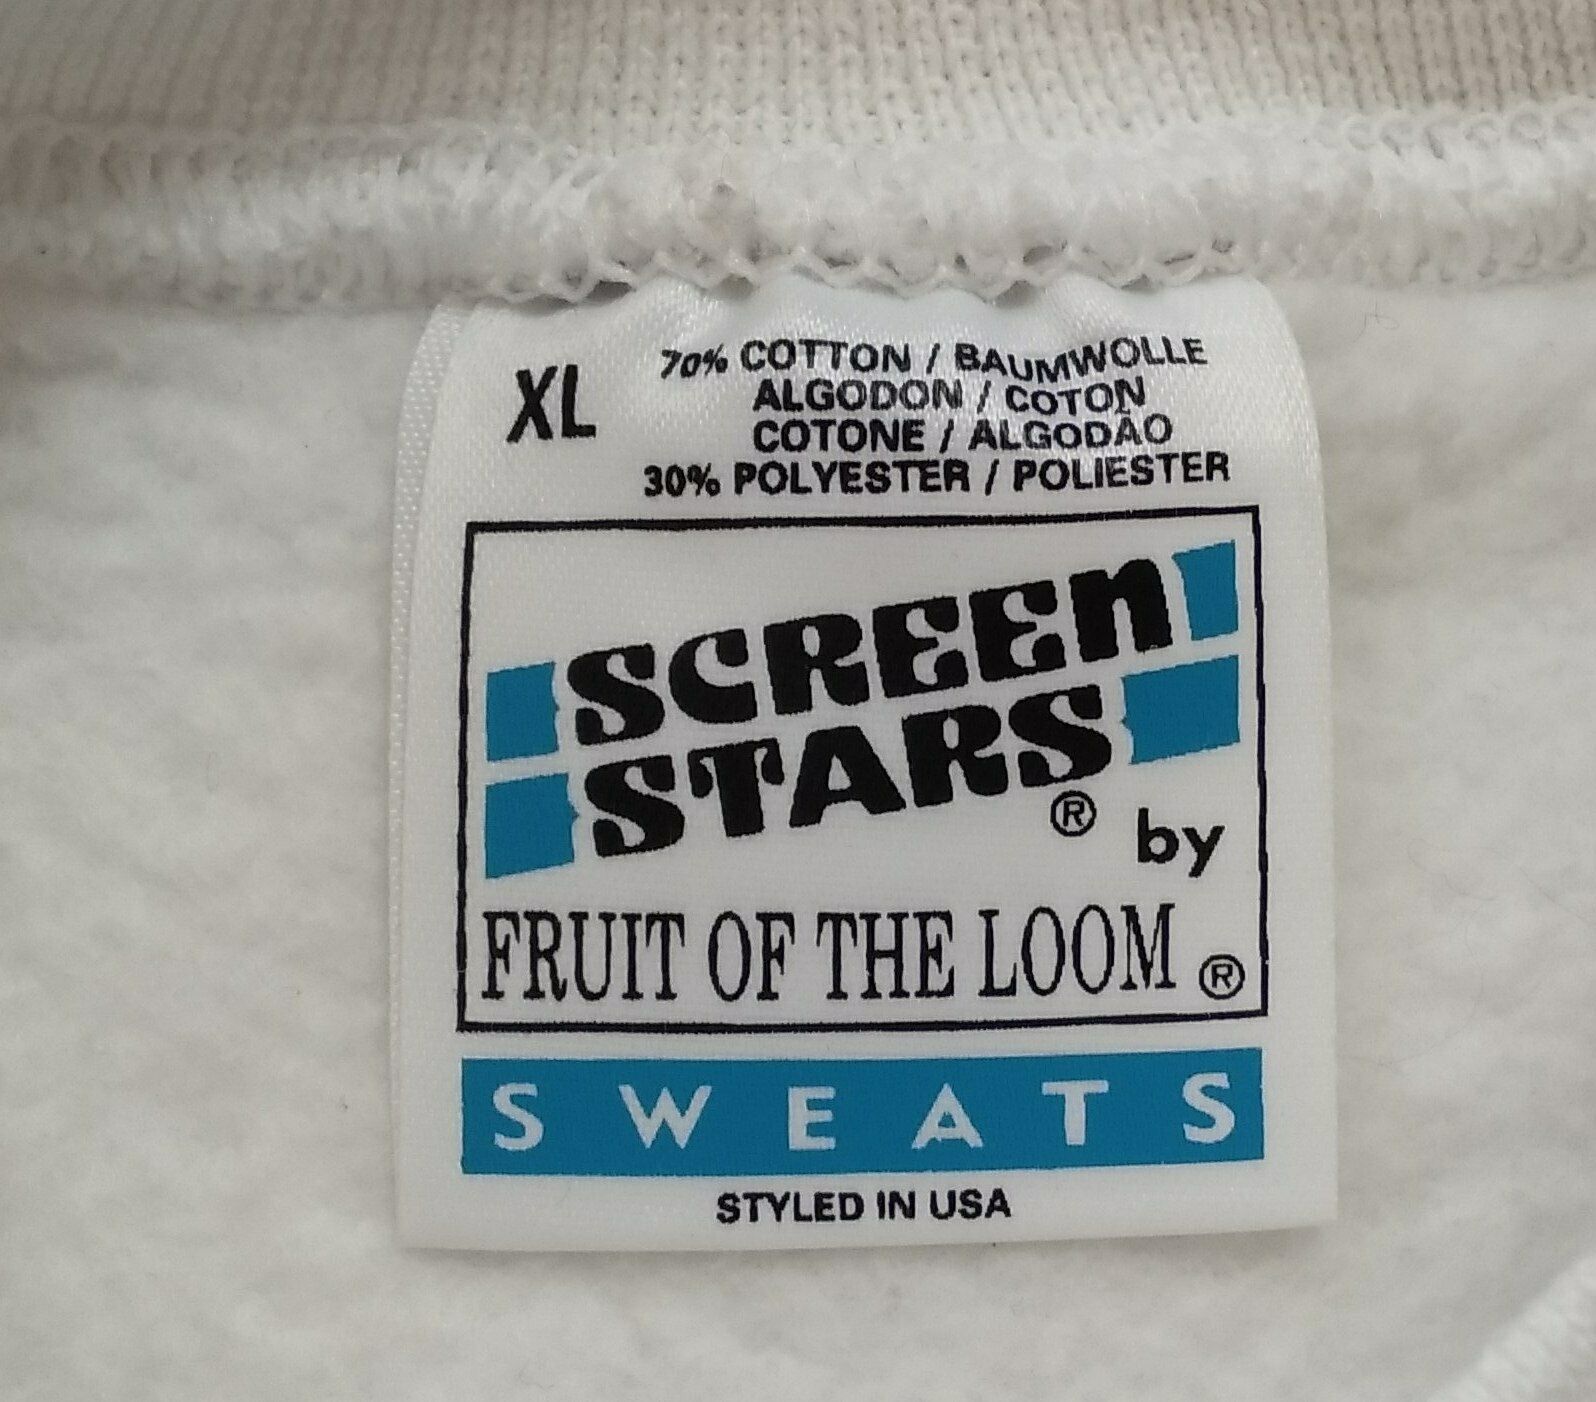 XL
70% COTTON / BAUMWOLLE
ALGODON / COTON
COTONE / ALGODÃO
30% POLYESTER / POLIESTER
SCREEn
STARS® by
FRUIT OF THE LOOM®
SWEATS
STYLED IN USA